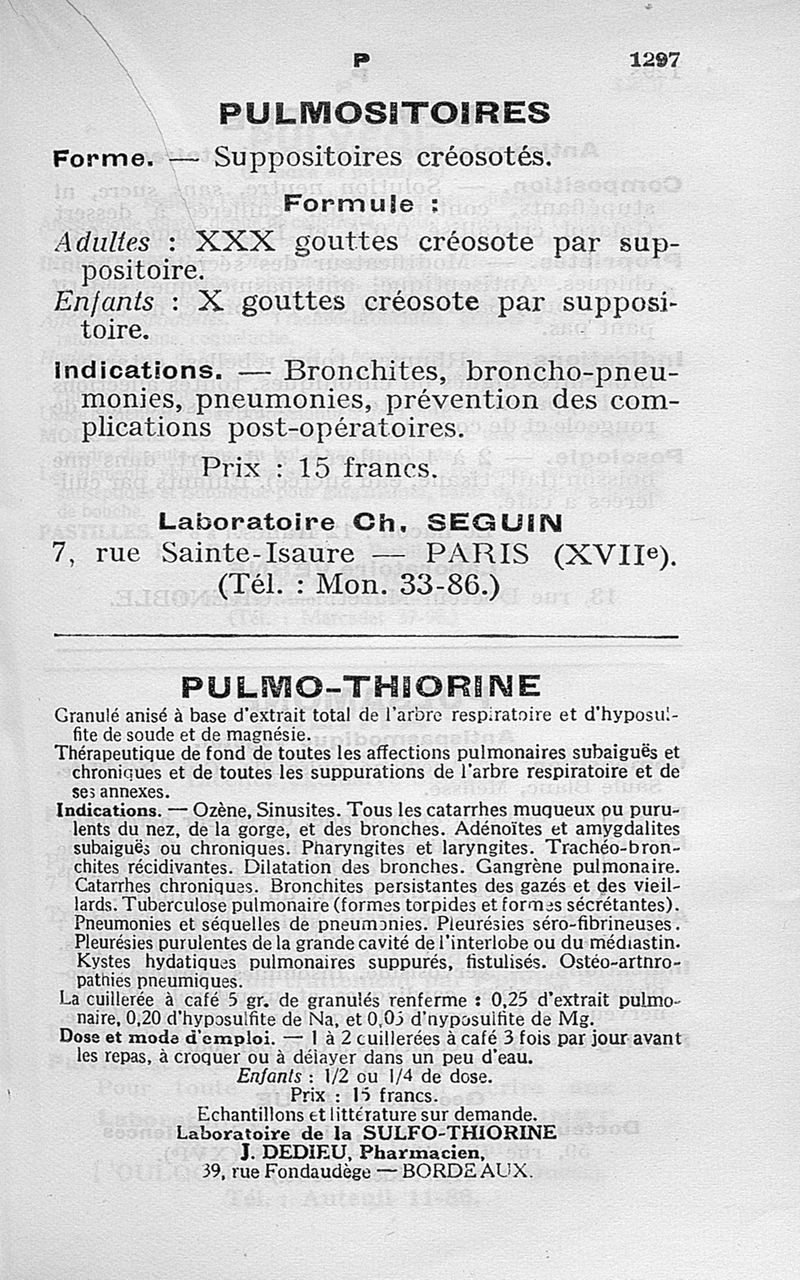 P
1297
PULMOSITOIRES
Forme. — Suppositoires créosotés.
Formule :
Adultes : XXX gouttes créosote par sup-
positoire.
Enfants : X gouttes créosote par supposi-
toire.
Indications. — Bronchites, broncho-pneu-
monies, pneumonies, prévention des com-
plications post-opératoires.
Prix : 15 francs.
Laboratoire Ch. SEGUIN
7, rue Sainte-Isaure — PARIS (XVIIe).
(Tél. : Mon. 33-86.)
PULMO-THIORINE
Granulé anisé à base d'extrait total de l'arbre respiratoire et d'hyposul-
fite de soude et de magnésie.
Thérapeutique de fond de toutes les affections pulmonaires subaiguës et
chroniques et de toutes les suppurations de l'arbre respiratoire et de
ses annexes.
Indications. — Ozène, Sinusites. Tous les catarrhes muqueux ou puru-
lents du nez, de la gorge, et des bronches. Adénoïtes et amygdalites
subaiguës ou chroniques. Pharyngites et laryngites. Trachéo-bron-
chites récidivantes. Dilatation des bronches. Gangrène pulmonaire.
Catarrhes chroniques. Bronchites persistantes des gazés et des vieil-
lards. Tuberculose pulmonaire (formes torpides et formes sécrétantes).
Pneumonies et séquelles de pneumonies. Pleurésies séro-fibrineuses.
Pleurésies purulentes de la grande cavité de l'interlobe ou du médiastin.
Kystes hydatiques pulmonaires suppurés, fistulisés. Ostéo-arthro-
pathies pneumiques.
La cuillerée à café 5 gr. de granulés renferme : 0,25 d'extrait pulmo-
naire, 0,20 d'hyposulfite de Na, et 0,05 d'hyposulfite de Mg.
Dose et mode d'emploi. — 1 à 2 cuillerées à café 3 fois par jour avant
les repas, à croquer ou à délayer dans un peu d'eau.
Enfants : 1/2 ou 1/4 de dose.
Prix : 15 francs.
Echantillons et littérature sur demande.
Laboratoire de la SULFO-THIORINE
J. DEDIEU, Pharmacien,
39, rue Fondaudège — BORDEAUX.